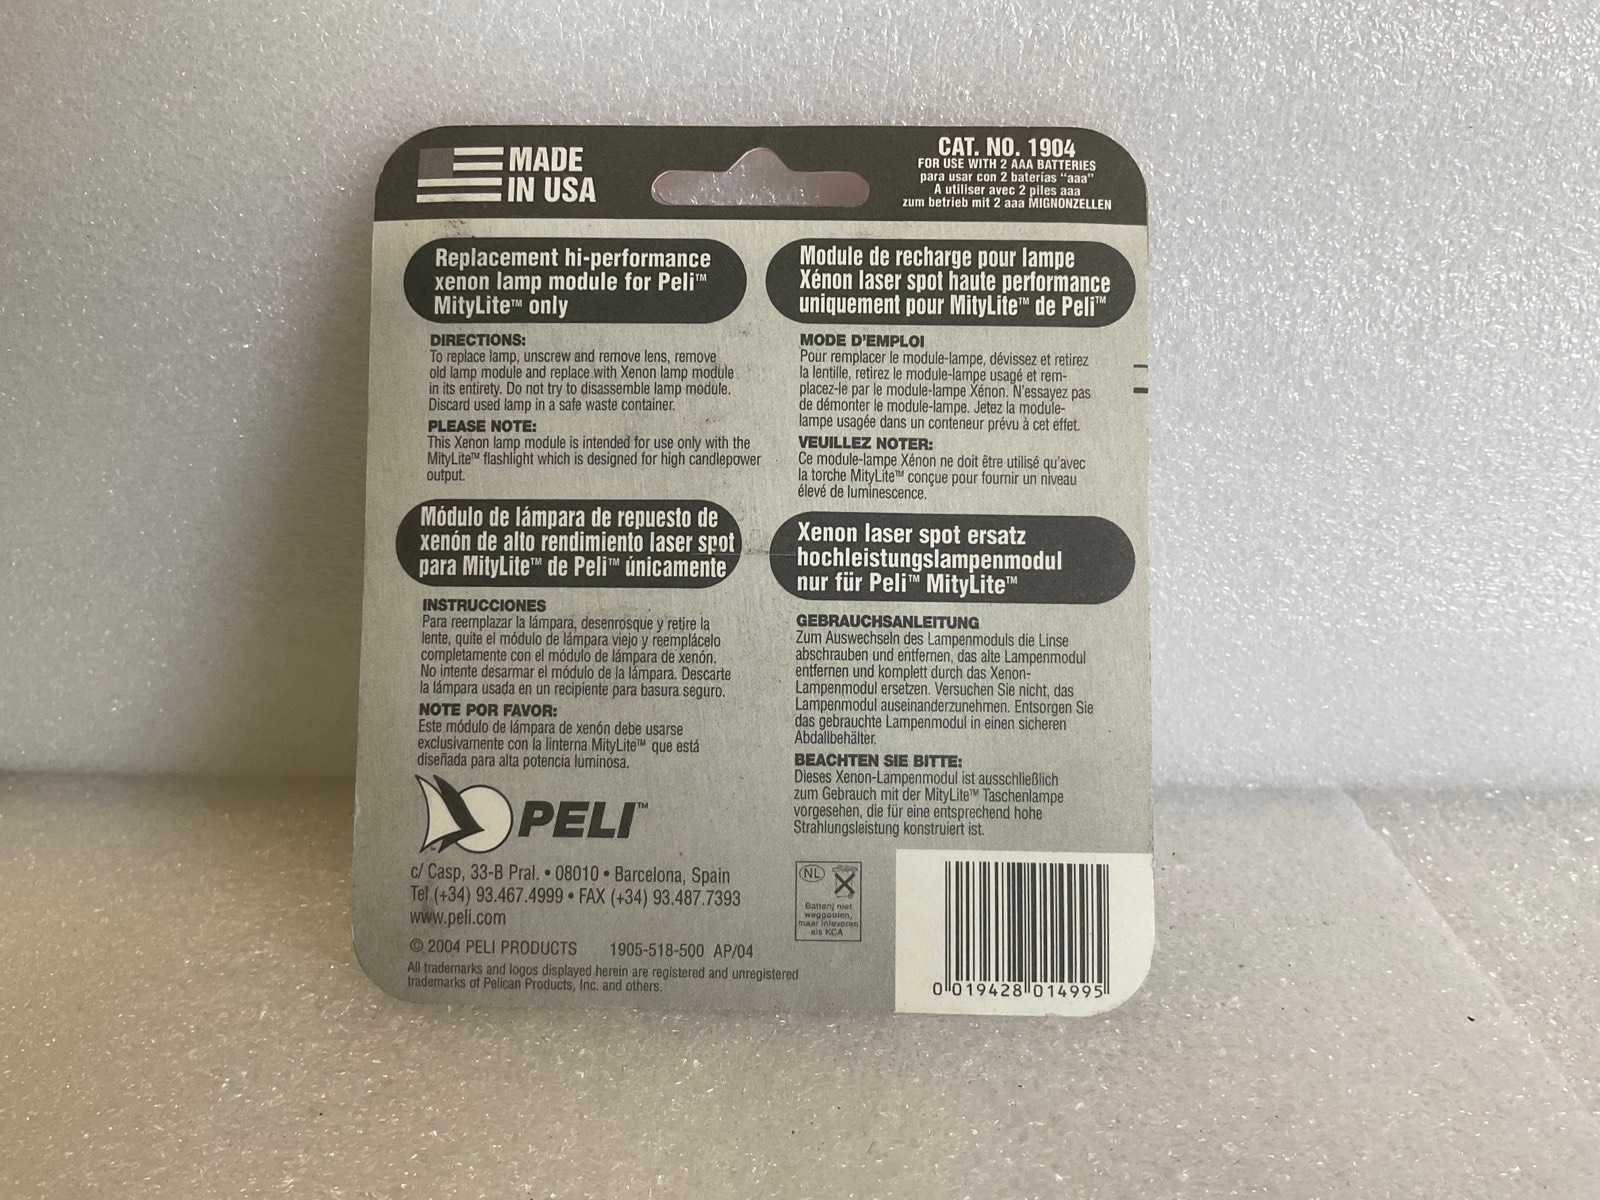 MADE
IN USA
CAT. NO. 1904
FOR USE WITH 2 AAA BATTERIES
para usar con 2 baterías "aaa"
A utiliser avec 2 piles aaa
zum betrieb mit 2 aaa MIGNONZELLEN
Replacement hi-performance
xenon lamp module for Peli™
MityLite™ only
DIRECTIONS:
To replace lamp, unscrew and remove lens, remove
old lamp module and replace with Xenon lamp module
in its entirety. Do not try to disassemble lamp module.
Discard used lamp in a safe waste container.
PLEASE NOTE:
This Xenon lamp module is intended for use only with the
MityLite™ flashlight which is designed for high candlepower
output.
Module de recharge pour lampe
Xénon laser spot haute performance
uniquement pour MityLite™ de Peli™
MODE D'EMPLOI
Pour remplacer le module-lampe, dévissez et retirez
la lentille, retirez le module-lampe usagé et rem-
placez-le par le module-lampe Xénon. N'essayez pas
de démonter le module-lampe. Jetez la module-
lampe usagée dans un conteneur prévu à cet effet.
VEUILLEZ NOTER:
Ce module-lampe Xénon ne doit être utilisé qu'avec
la torche MityLite™ conçue pour fournir un niveau
élevé de luminescence.
Módulo de lámpara de repuesto de
xenón de alto rendimiento laser spot
para MityLite™ de Peli™ únicamente
INSTRUCCIONES
Para reemplazar la lámpara, desenrosque y retire la
lente, quite el módulo de lámpara viejo y reemplácelo
completamente con el módulo de lámpara de xenón.
No intente desarmar el módulo de la lámpara. Descarte
la lámpara usada en un recipiente para basura seguro.
NOTE POR FAVOR:
Este módulo de lámpara de xenón debe usarse
exclusivamente con la linterna MityLite™ que está
diseñada para alta potencia luminosa.
Xenon laser spot ersatz
hochleistungslampenmodul
nur für Peli™ MityLite™
GEBRAUCHSANLEITUNG
Zum Auswechseln des Lampenmoduls die Linse
abschrauben und entfernen, das alte Lampenmodul
entfernen und komplett durch das Xenon-
Lampenmodul ersetzen. Versuchen Sie nicht, das
Lampenmodul auseinanderzunehmen. Entsorgen Sie
das gebrauchte Lampenmodul in einen sicheren
Abdallbehälter.
BEACHTEN SIE BITTE:
Dieses Xenon-Lampenmodul ist ausschließlich
zum Gebrauch mit der MityLite™ Taschenlampe
vorgesehen, die für eine entsprechend hohe
Strahlungsleistung konstruiert ist.
PELI™
c/ Casp, 33-B Pral. • 08010 • Barcelona, Spain
Tel (+34) 93.467.4999 • FAX (+34) 93.487.7393
www.peli.com
© 2004 PELI PRODUCTS 1905-518-500 AP/04
All trademarks and logos displayed herein are registered and unregistered
trademarks of Pelican Products, Inc. and others.
NL
Batterij niet
weggooien,
maar inleveren
als KCA
0 019428 014995